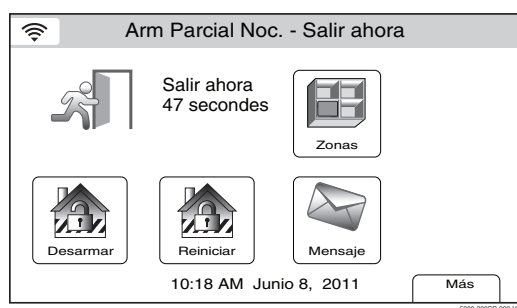 Arm Parcial Noc. - Salir ahora
Salir ahora
47 secondes
Zonas
Desarmar
Reiniciar
Mensaje
10:18 AM Junio 8, 2011
Más